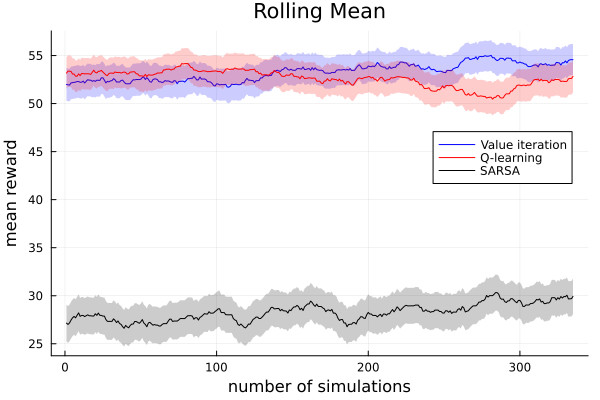 Rolling Mean
55
50
45
40
35
30
25
mean reward
Value iteration
Q-learning
SARSA
0 100 200 300
number of simulations